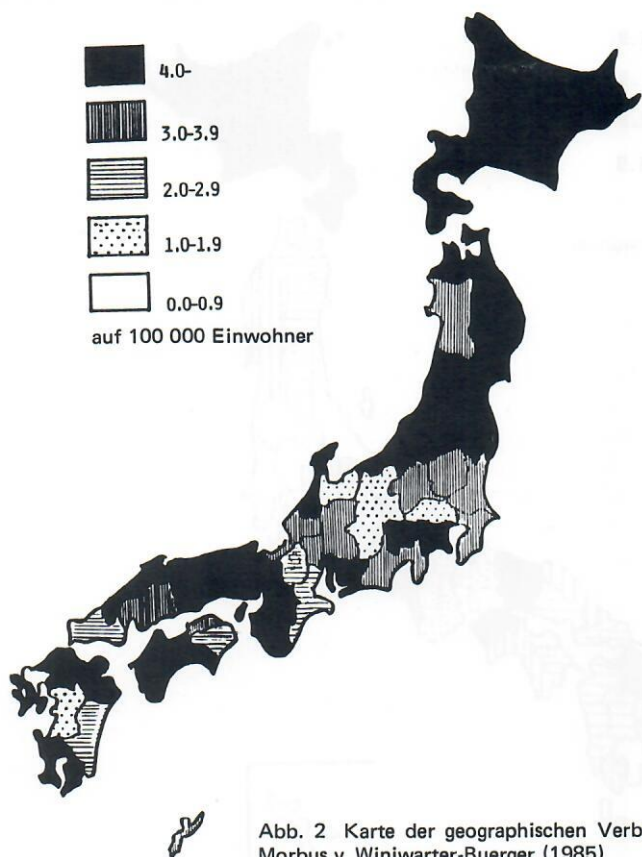 4.0-
3.0-3.9
2.0-2.9
1.0-1.9
0.0-0.9
auf 100 000 Einwohner
Abb. 2 Karte der geographischen Verb
Morbus v. Winiwarter-Buerger (1985)